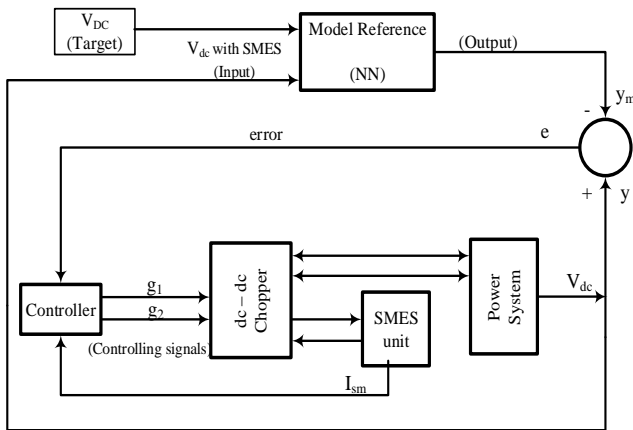 V_DC
(Target)
V_dc with SMES
(Input)
Model Reference
(NN)
(Output)
y_m
-
error
e
+
y
Controller
g_1
g_2
(Controlling signals)
dc – dc
Chopper
SMES
unit
Power
System
V_dc
I_sm